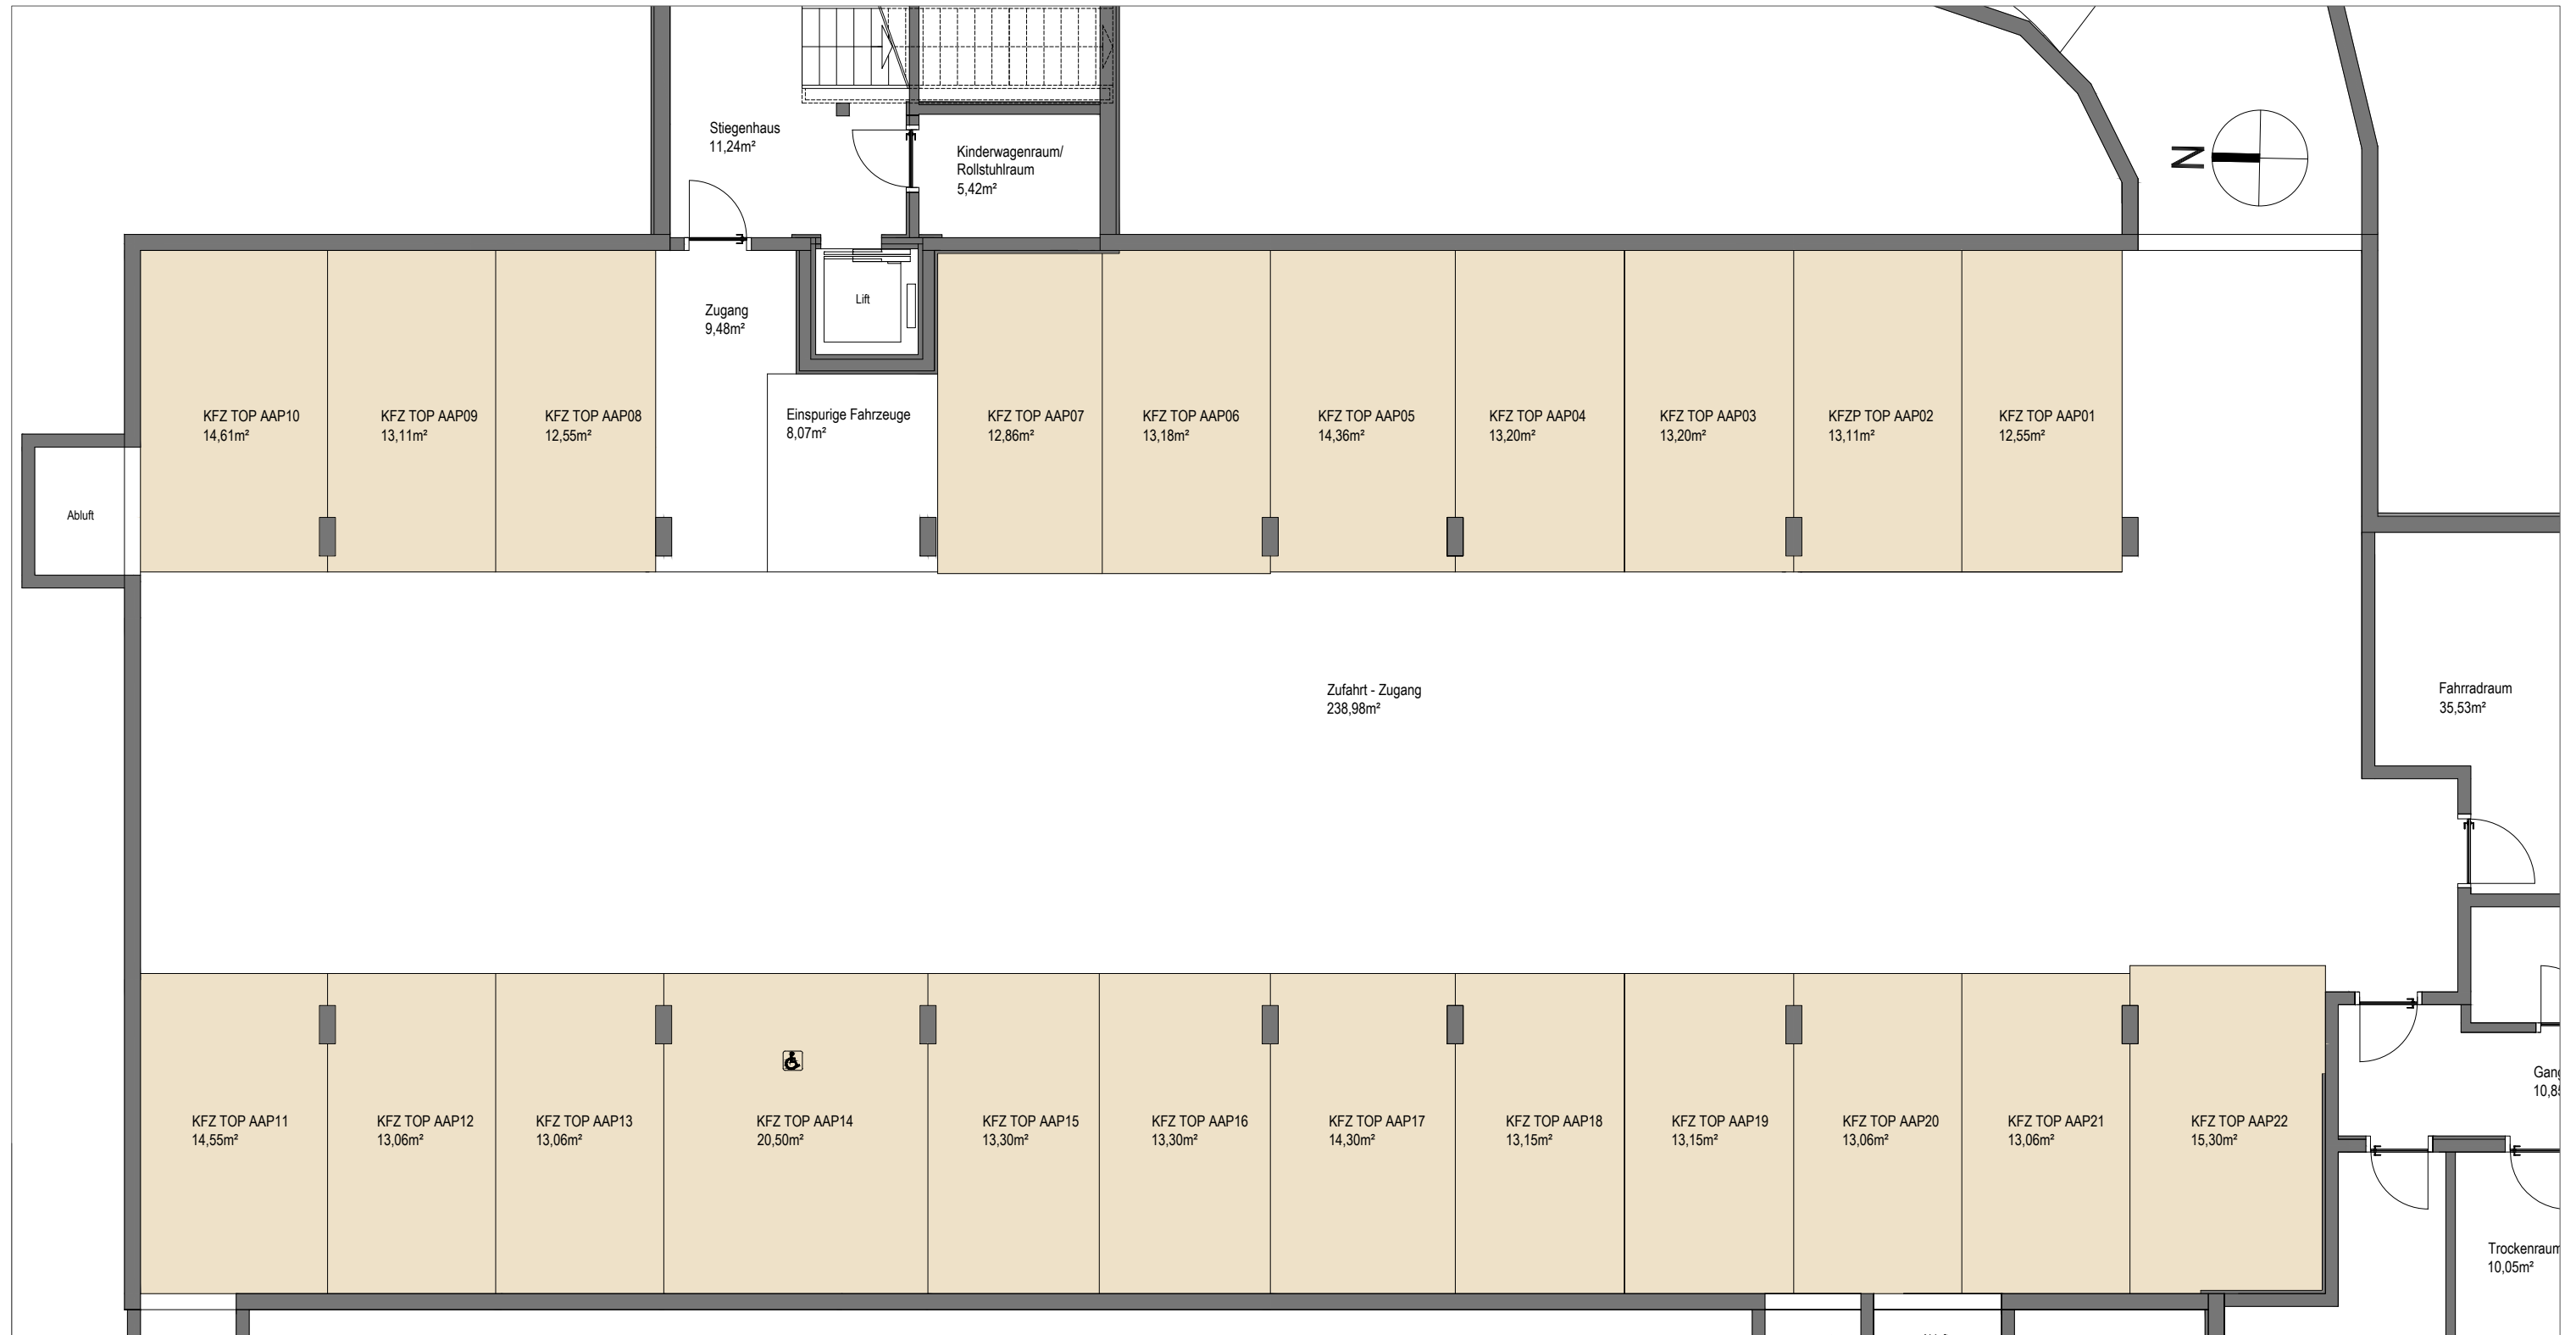 Stiegenhaus
11,24m²
Kinderwagenraum/
Rollstuhlraum
5,42m²
N
Zugang
9,48m²
Lift
KFZ TOP AAP10
14,61m²
KFZ TOP AAP09
13,11m²
KFZ TOP AAP08
12,55m²
Einspurige Fahrzeuge
8,07m²
KFZ TOP AAP07
12,86m²
KFZ TOP AAP06
13,18m²
KFZ TOP AAP05
14,36m²
KFZ TOP AAP04
13,20m²
KFZ TOP AAP03
13,20m²
KFZP TOP AAP02
13,11m²
KFZ TOP AAP01
12,55m²
Abluft
Zufahrt - Zugang
238,98m²
Fahrradraum
35,53m²
KFZ TOP AAP11
14,55m²
KFZ TOP AAP12
13,06m²
KFZ TOP AAP13
13,06m²
KFZ TOP AAP14
20,50m²
KFZ TOP AAP15
13,30m²
KFZ TOP AAP16
13,30m²
KFZ TOP AAP17
14,30m²
KFZ TOP AAP18
13,15m²
KFZ TOP AAP19
13,15m²
KFZ TOP AAP20
13,06m²
KFZ TOP AAP21
13,06m²
KFZ TOP AAP22
15,30m²
Gang
10,8
Trockenraum
10,05m²